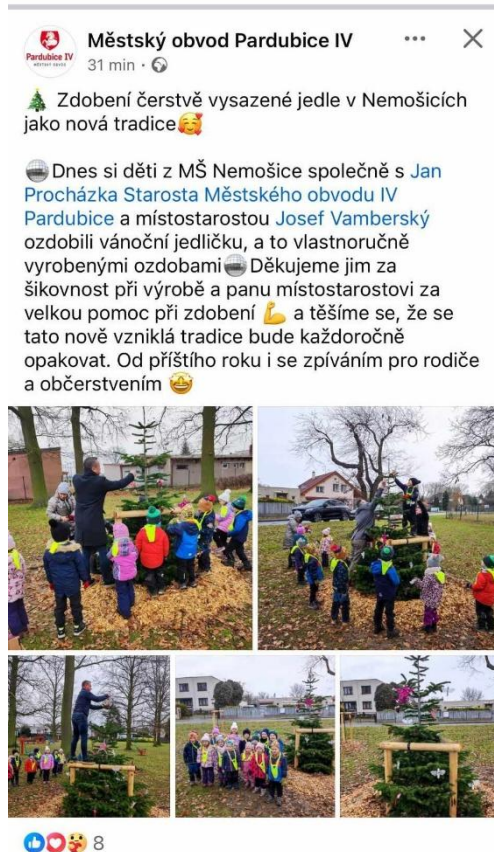 Pardubice IV
MĚSTSKÝ OBVOD
Městský obvod Pardubice IV
31 min ·
🎄 Zdobení čerstvě vysazené jedle v Nemošicích
jako nová tradice🥰
🪩Dnes si děti z MŠ Nemošice společně s Jan
Procházka Starosta Městského obvodu IV
Pardubice a místostarostou Josef Vamberský
ozdobili vánoční jedličku, a to vlastnoručně
vyrobenými ozdobami🪩Děkujeme jim za
šikovnost při výrobě a panu místostarostovi za
velkou pomoc při zdobení 💪 a těšíme se, že se
tato nově vzniklá tradice bude každoročně
opakovat. Od příštího roku i se zpíváním pro rodiče
a občerstvením 🤩
8